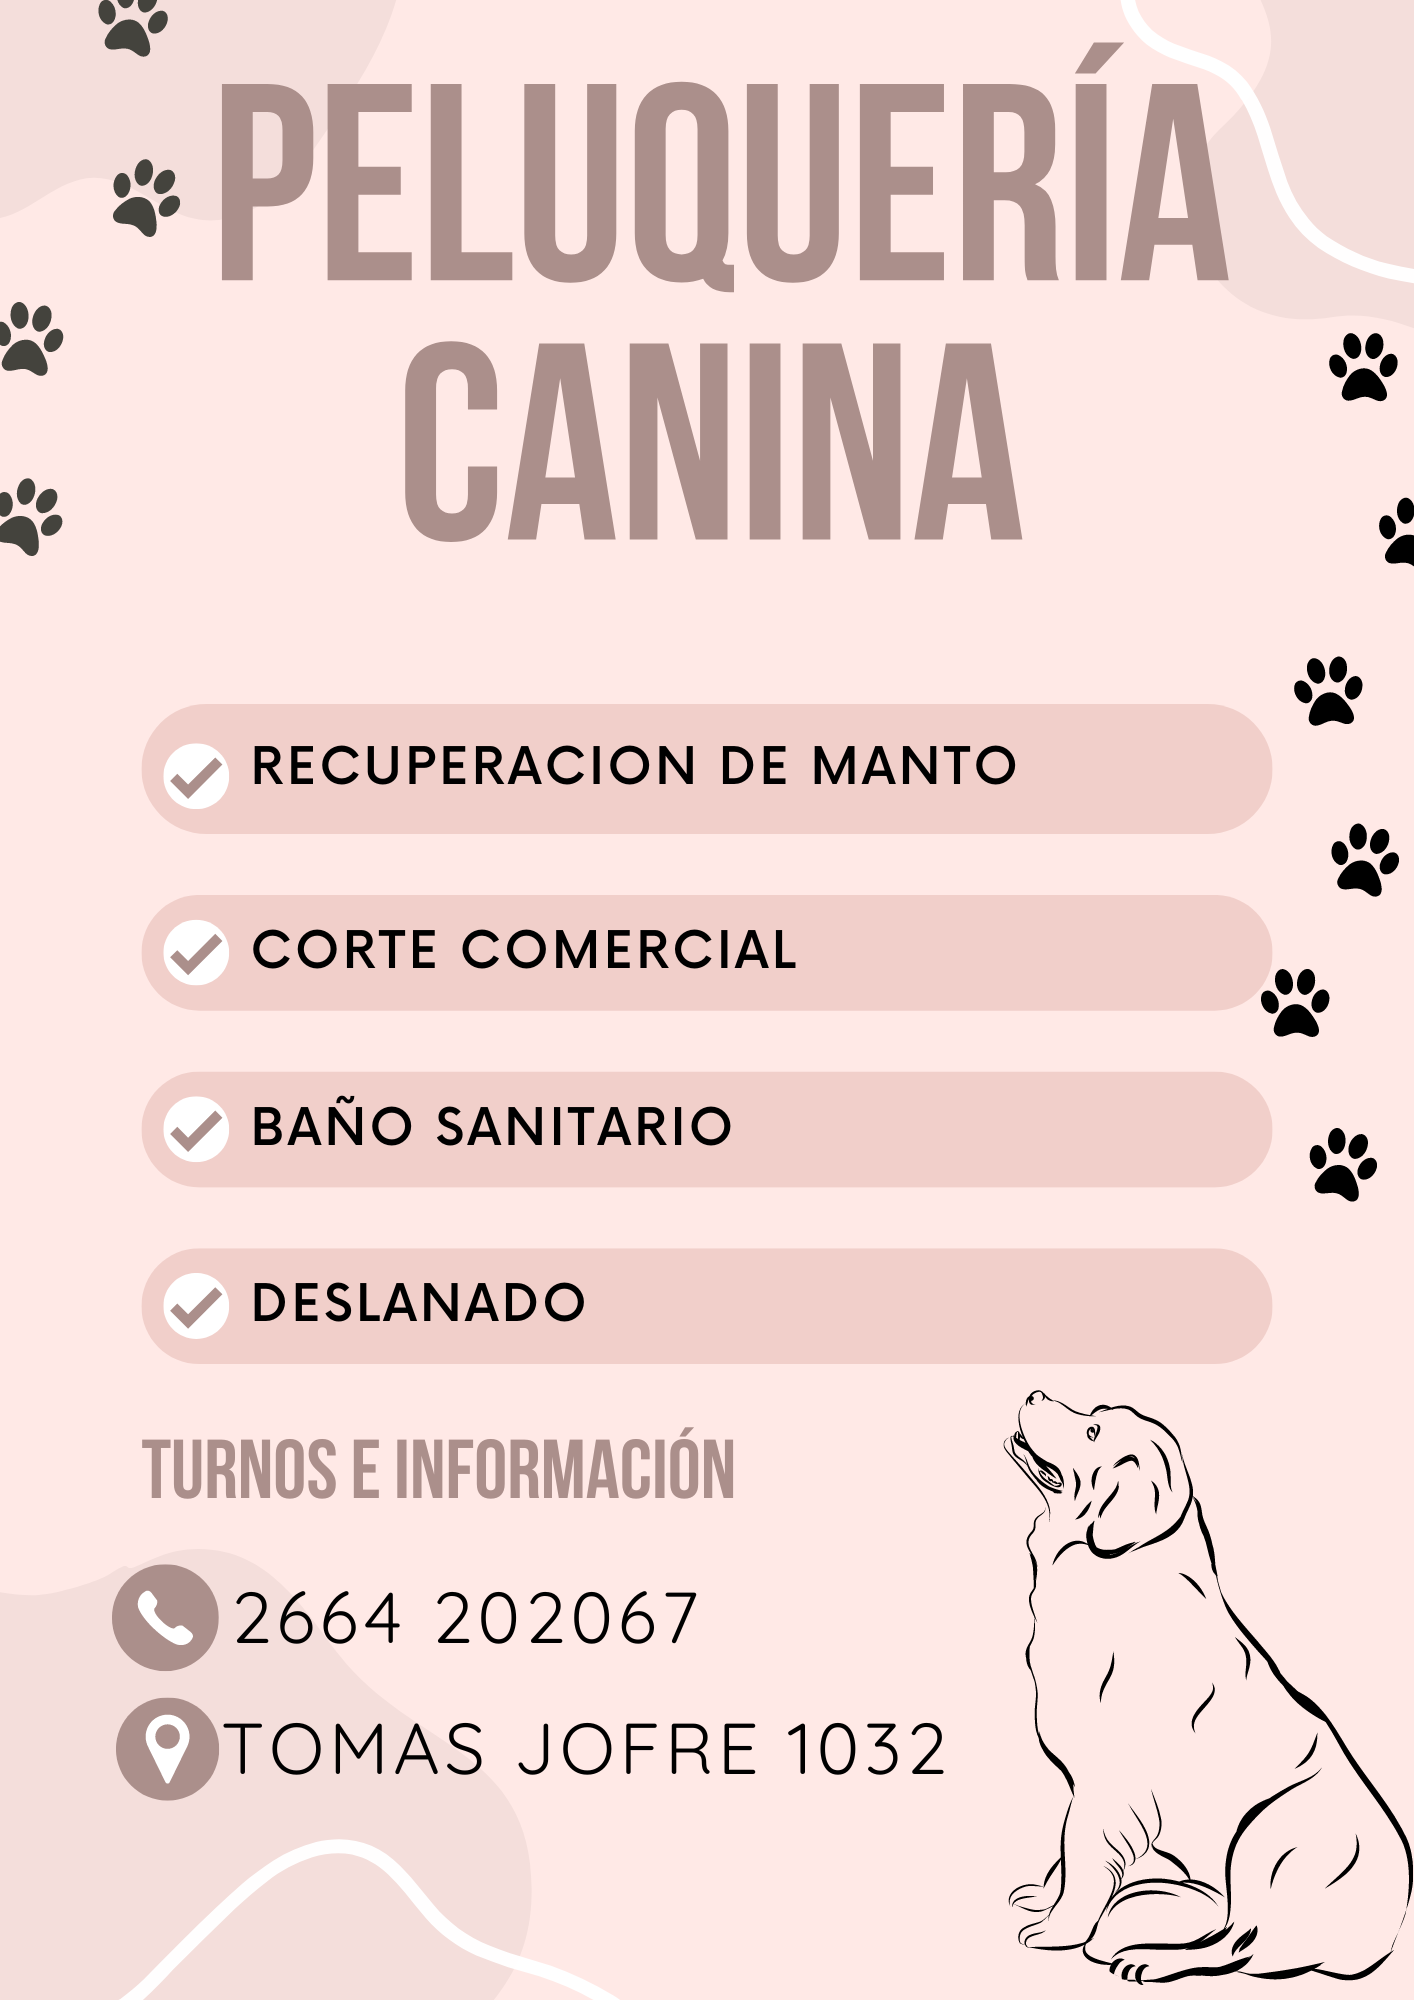 PELUQUERÍA
CANINA
RECUPERACION DE MANTO
CORTE COMERCIAL
BAÑO SANITARIO
DESLANADO
TURNOS E INFORMACIÓN
2664 202067
TOMAS JOFRE 1032